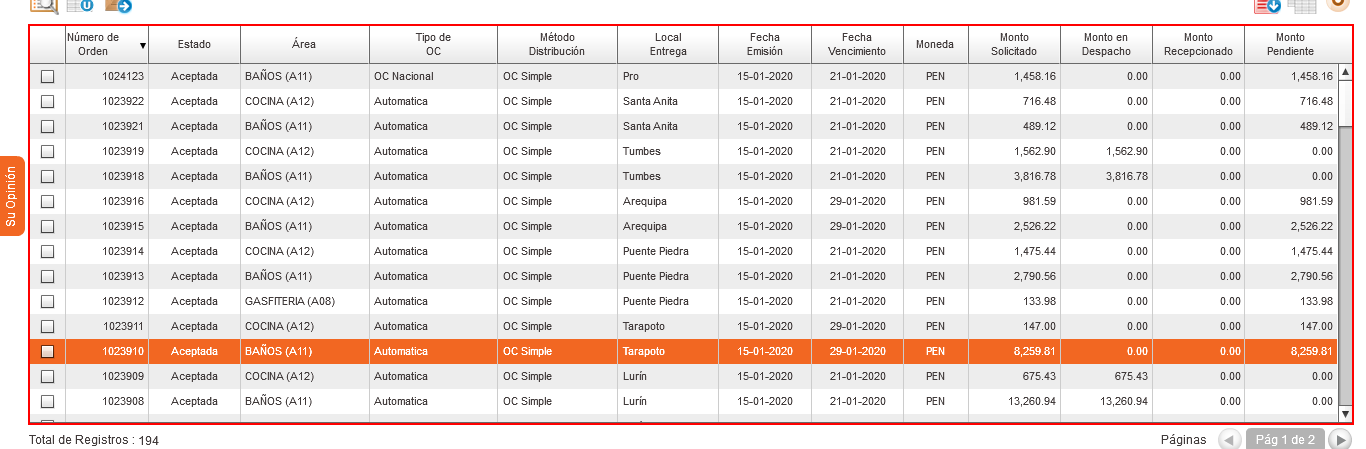 Número de Orden Estado Área Tipo de OC Método Distribución Local Entrega Fecha Emisión Fecha Vencimiento Moneda Monto Solicitado Monto en Despacho Monto Recepcionado Monto Pendiente
1024123 Aceptada BAÑOS (A11) OC Nacional OC Simple Pro 15-01-2020 21-01-2020 PEN 1,458.16 0.00 0.00 1,458.16
1023922 Aceptada COCINA (A12) Automatica OC Simple Santa Anita 15-01-2020 21-01-2020 PEN 716.48 0.00 0.00 716.48
1023921 Aceptada BAÑOS (A11) Automatica OC Simple Santa Anita 15-01-2020 21-01-2020 PEN 489.12 0.00 0.00 489.12
1023919 Aceptada COCINA (A12) Automatica OC Simple Tumbes 15-01-2020 21-01-2020 PEN 1,562.90 1,562.90 0.00 0.00
1023918 Aceptada BAÑOS (A11) Automatica OC Simple Tumbes 15-01-2020 21-01-2020 PEN 3,816.78 3,816.78 0.00 0.00
1023916 Aceptada COCINA (A12) Automatica OC Simple Arequipa 15-01-2020 29-01-2020 PEN 981.59 0.00 0.00 981.59
1023915 Aceptada BAÑOS (A11) Automatica OC Simple Arequipa 15-01-2020 29-01-2020 PEN 2,526.22 0.00 0.00 2,526.22
1023914 Aceptada COCINA (A12) Automatica OC Simple Puente Piedra 15-01-2020 21-01-2020 PEN 1,475.44 0.00 0.00 1,475.44
1023913 Aceptada BAÑOS (A11) Automatica OC Simple Puente Piedra 15-01-2020 21-01-2020 PEN 2,790.56 0.00 0.00 2,790.56
1023912 Aceptada GASFITERIA (A08) Automatica OC Simple Puente Piedra 15-01-2020 21-01-2020 PEN 133.98 0.00 0.00 133.98
1023911 Aceptada COCINA (A12) Automatica OC Simple Tarapoto 15-01-2020 29-01-2020 PEN 147.00 0.00 0.00 147.00
1023910 Aceptada BAÑOS (A11) Automatica OC Simple Tarapoto 15-01-2020 29-01-2020 PEN 8,259.81 0.00 0.00 8,259.81
1023909 Aceptada COCINA (A12) Automatica OC Simple Lurín 15-01-2020 21-01-2020 PEN 675.43 675.43 0.00 0.00
1023908 Aceptada BAÑOS (A11) Automatica OC Simple Lurín 15-01-2020 21-01-2020 PEN 13,260.94 13,260.94 0.00 0.00
Su Opinión
Total de Registros : 194
Páginas Pág 1 de 2